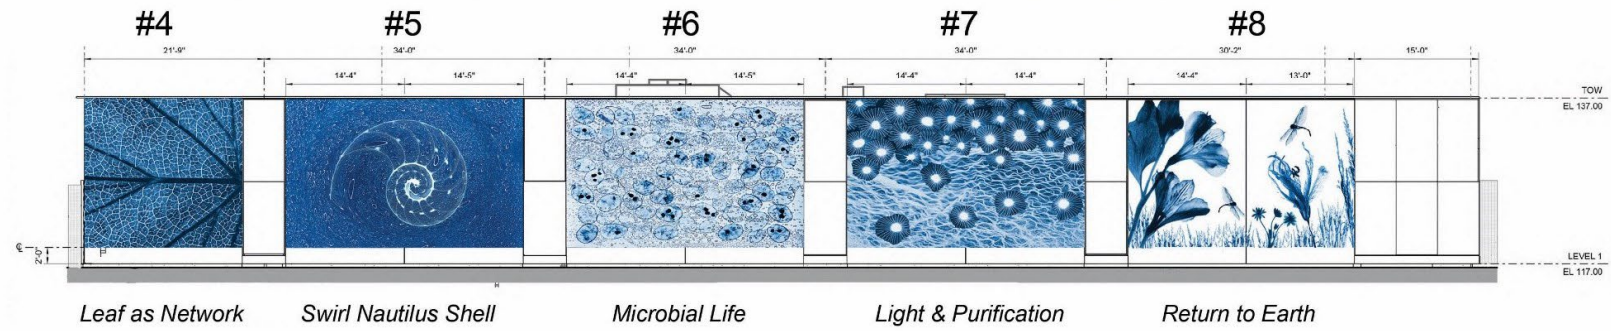 #4 #5 #6 #7 #8
21'-9" 34'-0" 34'-0" 34'-0" 30'-2" 15'-0"
14'-4" 14'-5" 14'-4" 14'-5" 14'-4" 14'-4" 14'-4" 13'-0"
TOW
EL 137.00
2'-0"
LEVEL 1
EL 117.00
Leaf as Network Swirl Nautilus Shell Microbial Life Light & Purification Return to Earth